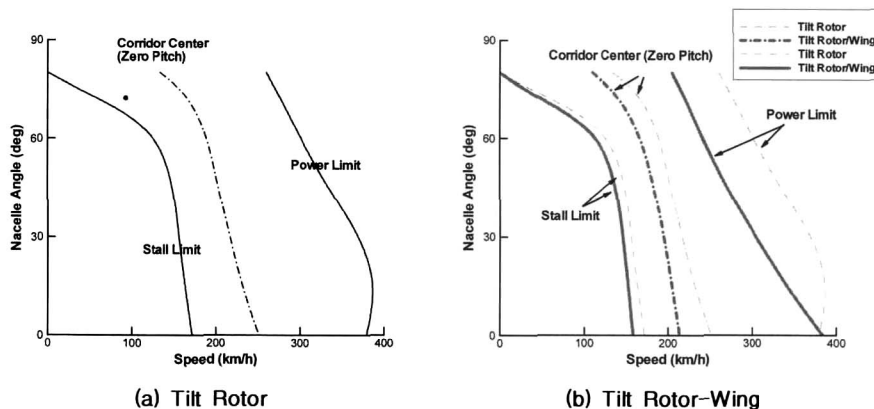 90
60
30
0
Nacelle Angle (deg)
Corridor Center
(Zero Pitch)
Power Limit
Stall Limit
0
100
200
300
400
Speed (km/h)
(a) Tilt Rotor
Tilt Rotor
Tilt Rotor/Wing
Tilt Rotor
Tilt Rotor/Wing
90
60
30
0
Nacelle Angle (deg)
Corridor Center (Zero Pitch)
Power Limit
Stall Limit
0
100
200
300
400
Speed (km/h)
(b) Tilt Rotor-Wing